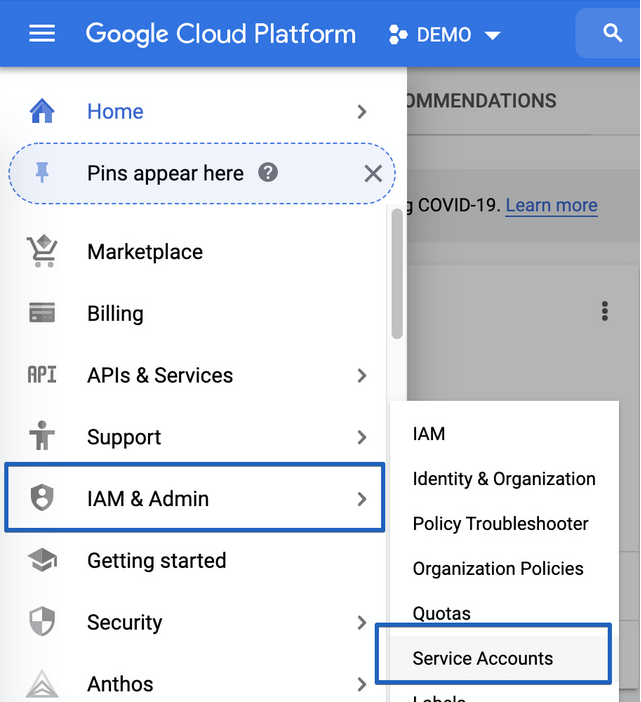 Google Cloud Platform
DEMO
Home
OMMENDATIONS
Pins appear here ?
g COVID-19. Learn more
Marketplace
Billing
API APIs & Services
Support
IAM & Admin
Getting started
Security
Anthos
IAM
Identity & Organization
Policy Troubleshooter
Organization Policies
Quotas
Service Accounts
Labels